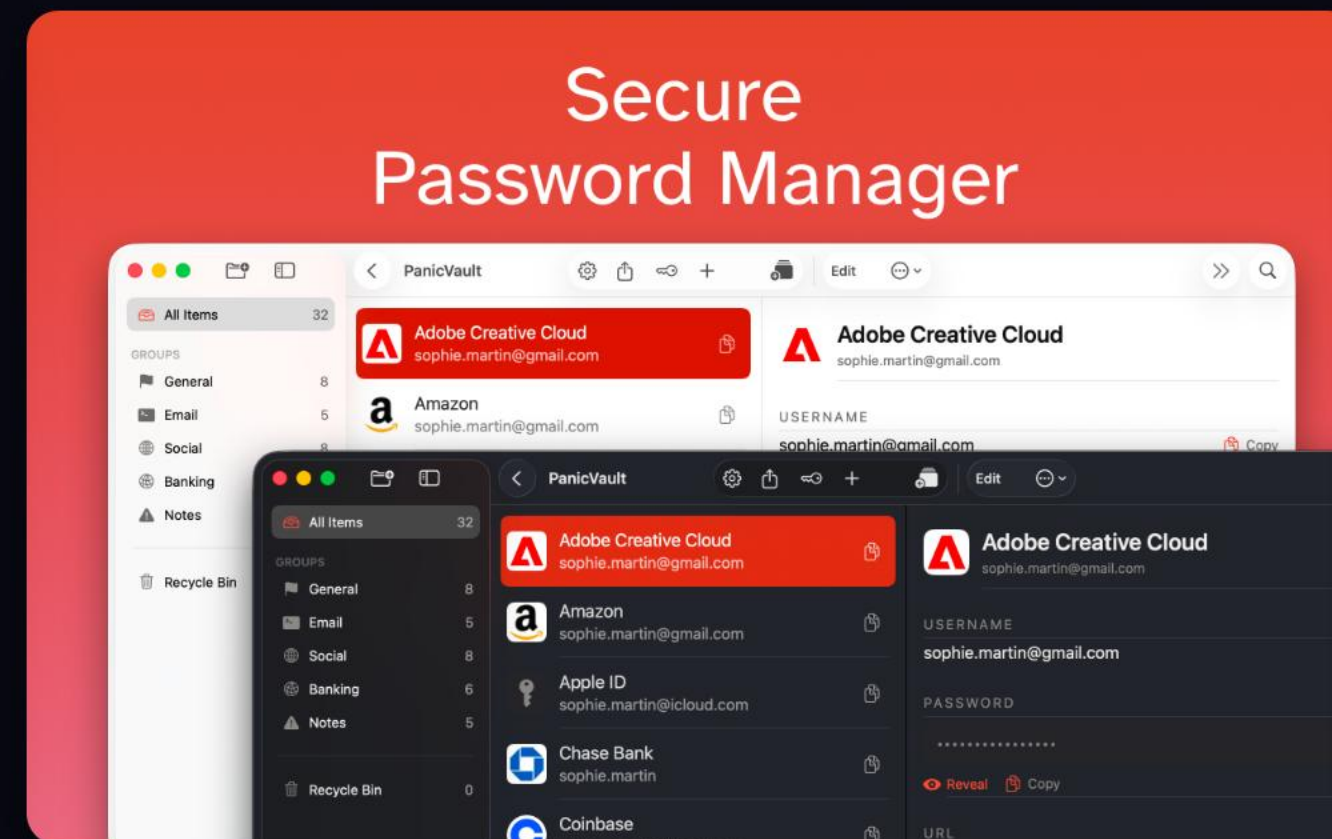 Secure
Password Manager
PanicVault
Edit
All Items 32
GROUPS
General 8
Email 5
Social 8
Banking
Notes
Recycle Bin
Adobe Creative Cloud
sophie.martin@gmail.com
Amazon
sophie.martin@gmail.com
Adobe Creative Cloud
sophie.martin@gmail.com
USERNAME
sophie.martin@gmail.com
Copy
PanicVault
Edit
All Items 32
GROUPS
General 8
Email 5
Social 8
Banking 6
Notes 5
Recycle Bin 0
Adobe Creative Cloud
sophie.martin@gmail.com
Amazon
sophie.martin@gmail.com
Apple ID
sophie.martin@icloud.com
Chase Bank
sophie.martin
Coinbase
Adobe Creative Cloud
sophie.martin@gmail.com
USERNAME
sophie.martin@gmail.com
PASSWORD
••••••••••••••••
Reveal Copy
URL